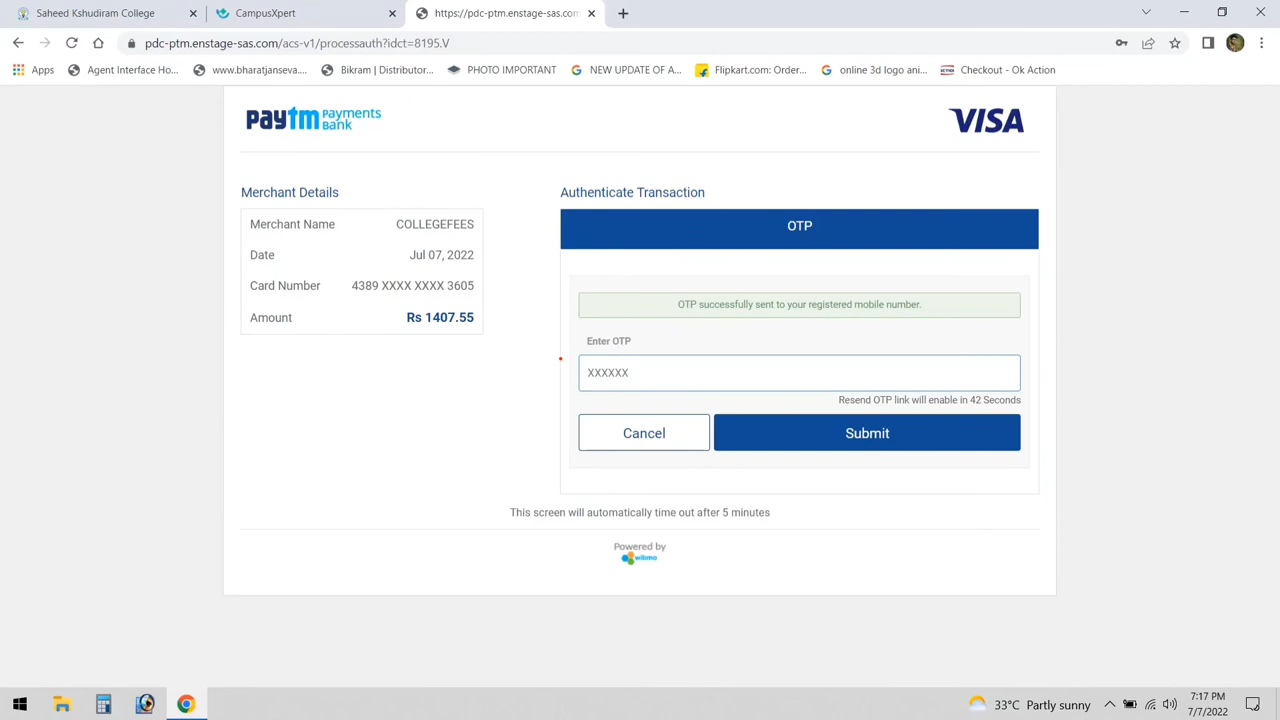 Saheed Kshudiram College
CampusXpert
https://pdc-ptm.enstage-sas.com
pdc-ptm.enstage-sas.com/acs-v1/processauth?idct=8195.V
Apps
Agent Interface Ho...
www.bharatjanseva....
Bikram | Distributor...
PHOTO IMPORTANT
NEW UPDATE OF A...
Flipkart.com: Order...
online 3d logo ani...
Checkout - Ok Action
paytm Payments Bank
VISA
Merchant Details
Merchant Name COLLEGEFEES
Date Jul 07, 2022
Card Number 4389 XXXX XXXX 3605
Amount Rs 1407.55
Authenticate Transaction
OTP
OTP successfully sent to your registered mobile number.
Enter OTP
XXXXXX
Resend OTP link will enable in 42 Seconds
Cancel
Submit
This screen will automatically time out after 5 minutes
Powered by
wibmo
33°C Partly sunny
7:17 PM
7/7/2022